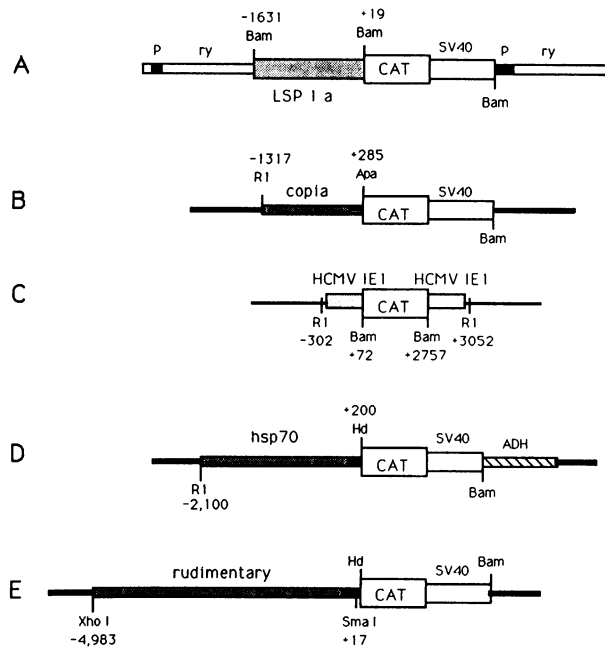 -1631 +19
P ry Bam Bam SV40 P ry
A CAT
LSP 1 a Bam
-1317 +285
R1 copia Apa SV40
B CAT
Bam
HCMV IE1 HCMV IE1
C CAT
R1 Bam Bam R1
-302 +72 +2757 +3052
+200
hsp70 Hd SV40 ADH
D CAT
R1 Bam
-2,100
rudimentary Hd SV40 Bam
E CAT
Xho I Sma I
-4,983 +17